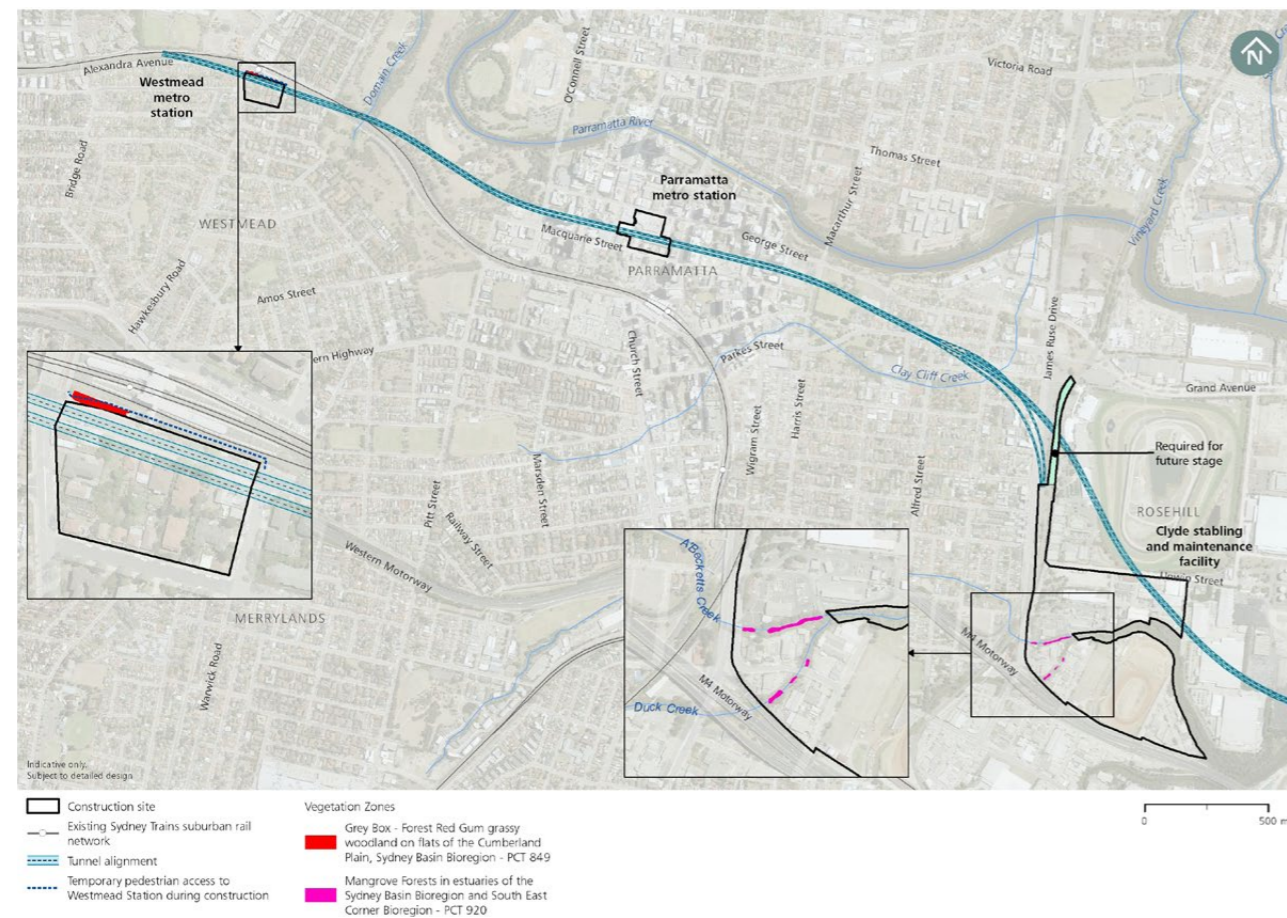 N
Alexandra Avenue
Westmead
metro
station
Domain Creek
O'Connell Street
Victoria Road
Parramatta River
Thomas Street
Bridge Road
WESTMEAD
Parramatta
metro station
Macarthur Street
Vineyard Creek
Macquarie Street
George Street
PARRAMATTA
Hawkesbury Road
Amos Street
ern Highway
Church Street
Parkes Street
Clay Cliff Creek
James Ruse Drive
Grand Avenue
Wigram Street
Harris Street
Required for
future stage
Alfred Street
Marsden Street
Pitt Street
Railway Street
ROSEHILL
Clyde stabling
and maintenance
facility
Street
Western Motorway
A'Becketts Creek
MERRYLANDS
M4 Motorway
M4 Motorway
Warwick Road
Duck Creek
Indicative only.
Subject to detailed design
Construction site
Existing Sydney Trains suburban rail
network
Tunnel alignment
Temporary pedestrian access to
Westmead Station during construction
Vegetation Zones
Grey Box - Forest Red Gum grassy
woodland on flats of the Cumberland
Plain, Sydney Basin Bioregion - PCT 849
Mangrove Forests in estuaries of the
Sydney Basin Bioregion and South East
Corner Bioregion - PCT 920
0 500 m